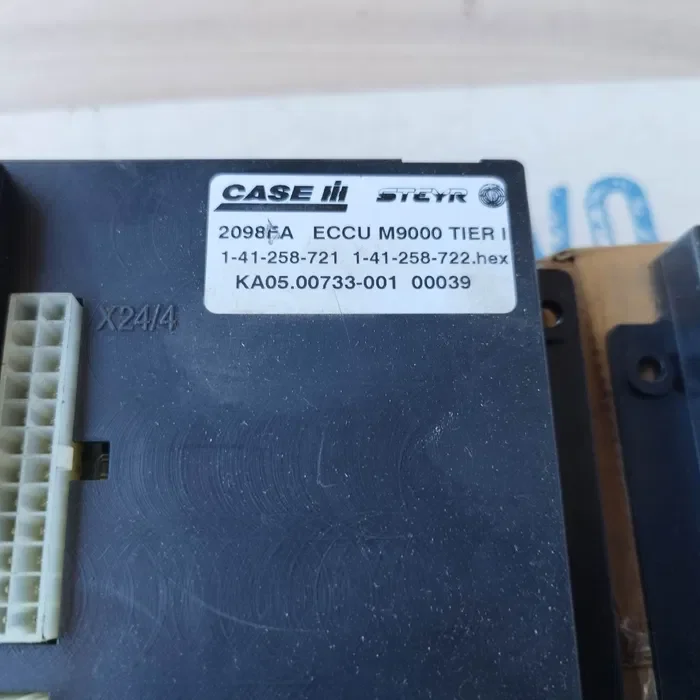 CASE IH STEYR
2098FA ECCU M9000 TIER I
1-41-258-721 1-41-258-722.hex
KA05.00733-001 00039
X24/4